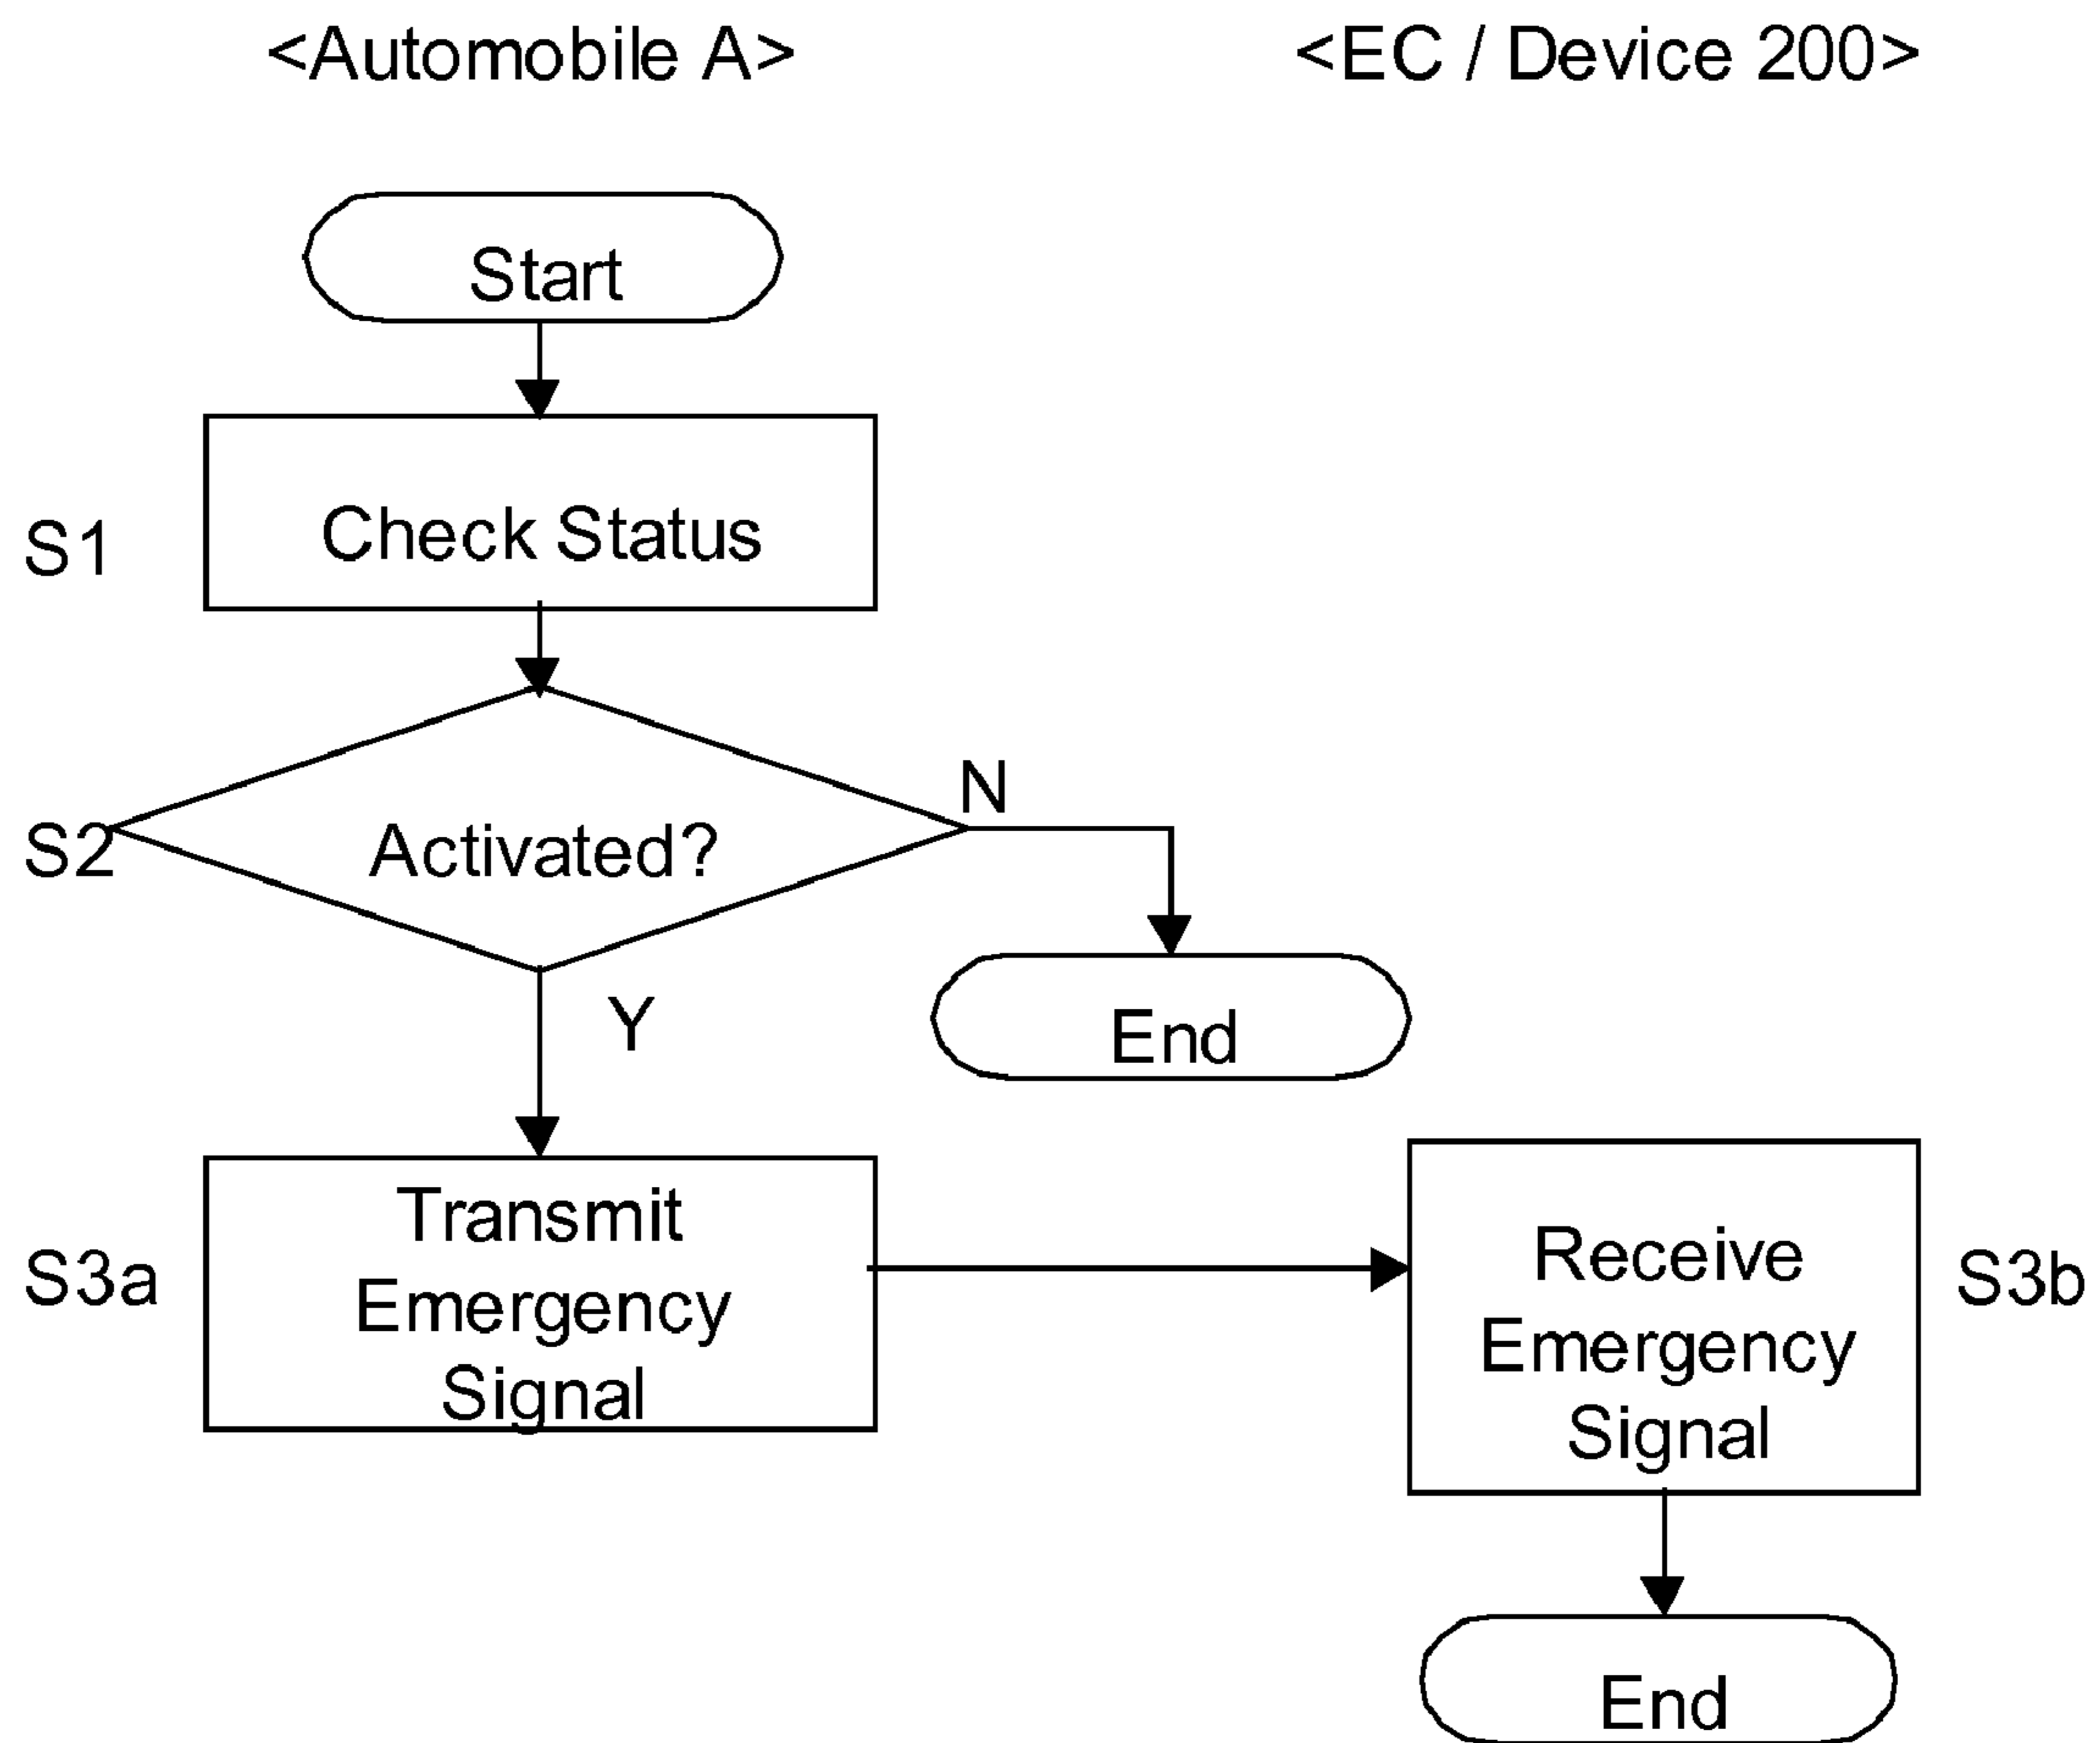 <Automobile A>
<EC / Device 200>
Start
S1
Check Status
S2
Activated?
N
Y
End
S3a
Transmit
Emergency
Signal
Receive
Emergency
Signal
S3b
End